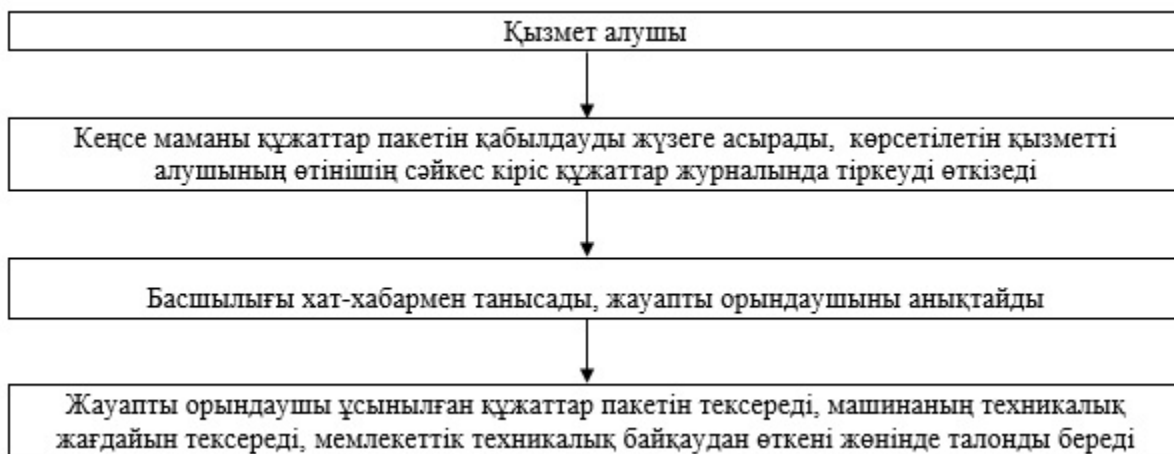 Қызмет алушы
Кеңсе маманы құжаттар пакетін қабылдауды жүзеге асырады, көрсетілетін қызметті
алушының өтінішің сәйкес кіріс құжаттар журналында тіркеуді өткізеді
Басшылығы хат-хабармен танысады, жауапты орындаушыны анықтайды
Жауапты орындаушы ұсынылған құжаттар пакетін тексереді, машинаның техникалық
жағдайын тексереді, мемлекеттік техникалық байқаудан өткені жөнінде талонды береді